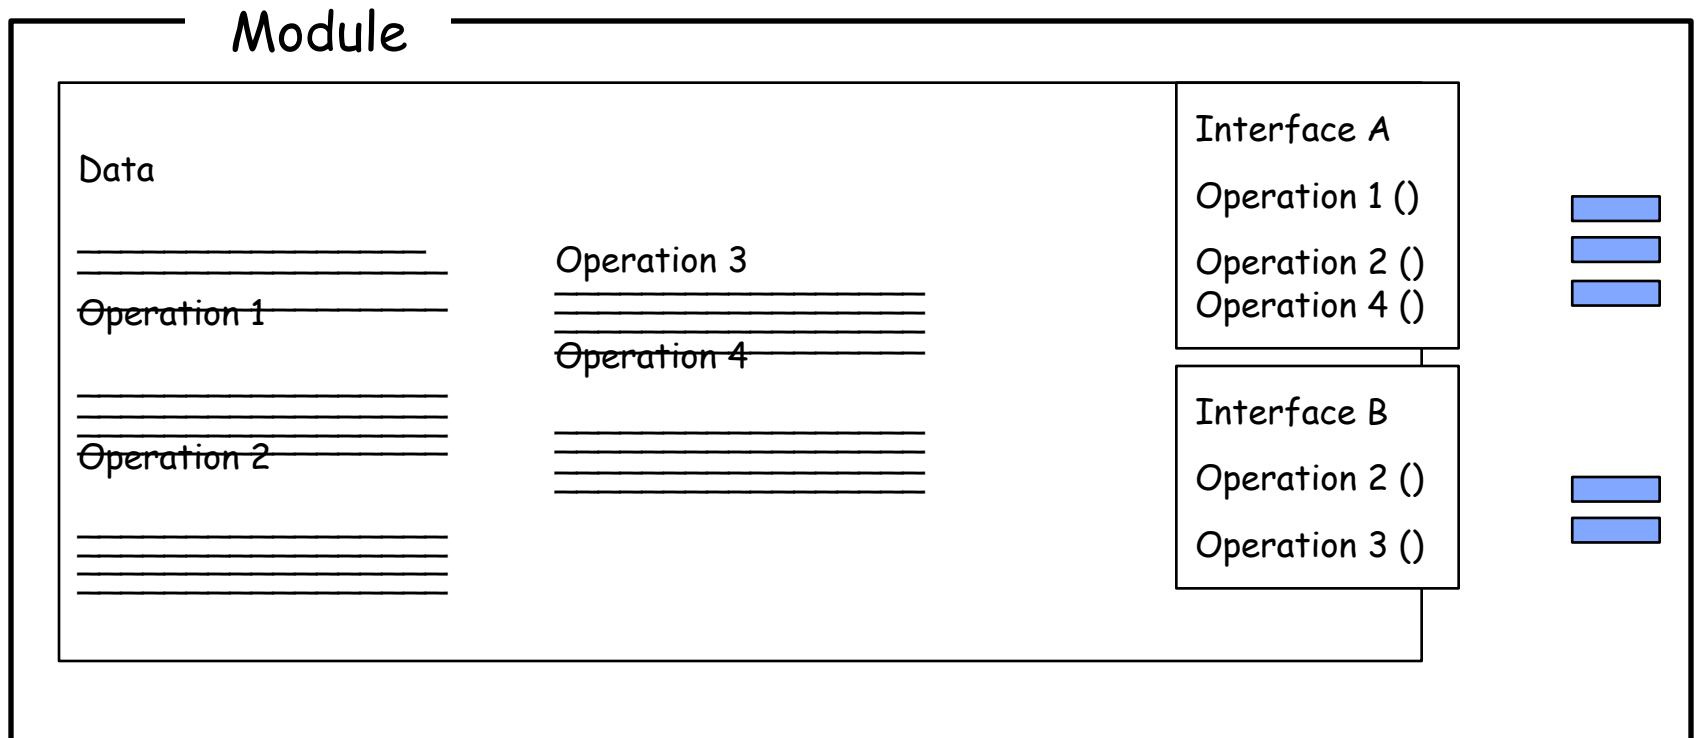 Module
Data
Operation 1
Operation 2
Operation 3
Operation 4
Interface A
Operation 1 ()
Operation 2 ()
Operation 4 ()
Interface B
Operation 2 ()
Operation 3 ()